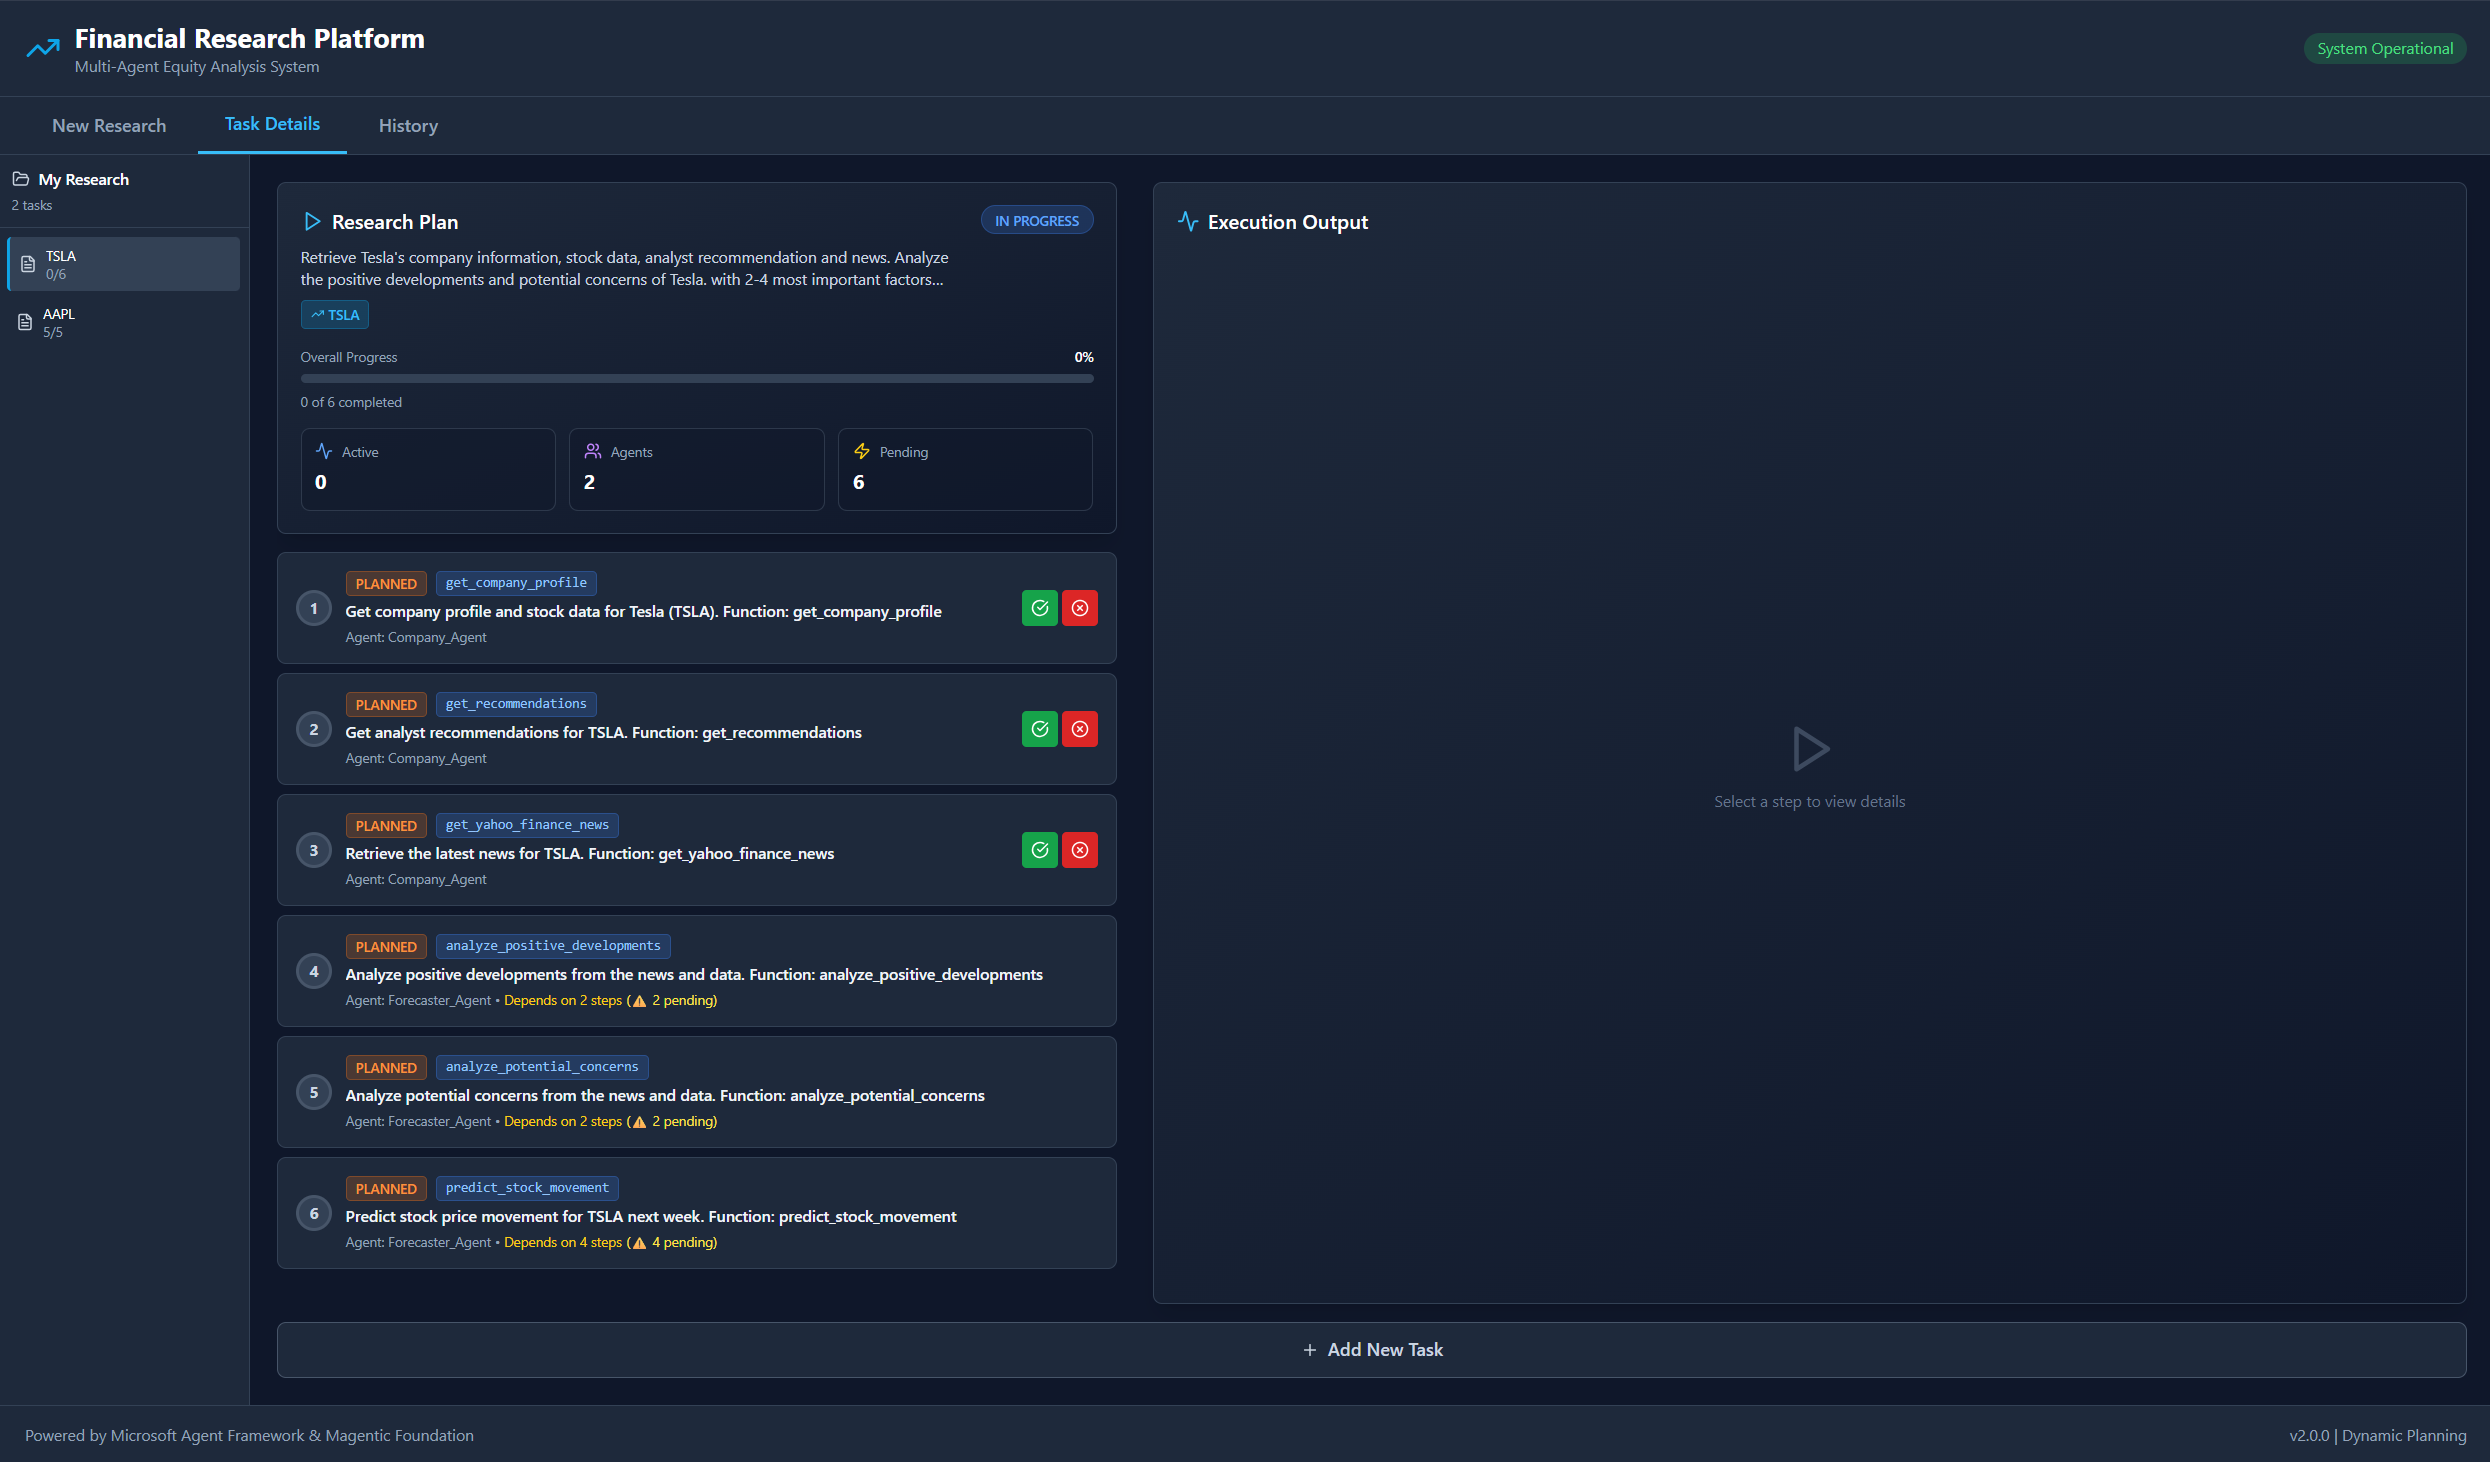 Financial Research Platform
Multi-Agent Equity Analysis System
System Operational
New Research
Task Details
History
My Research
2 tasks
TSLA
0/6
AAPL
5/5
Research Plan
IN PROGRESS
Retrieve Tesla's company information, stock data, analyst recommendation and news. Analyze
the positive developments and potential concerns of Tesla. with 2-4 most important factors...
TSLA
Overall Progress
0%
0 of 6 completed
Active
0
Agents
2
Pending
6
1
PLANNED
get_company_profile
Get company profile and stock data for Tesla (TSLA). Function: get_company_profile
Agent: Company_Agent
2
PLANNED
get_recommendations
Get analyst recommendations for TSLA. Function: get_recommendations
Agent: Company_Agent
3
PLANNED
get_yahoo_finance_news
Retrieve the latest news for TSLA. Function: get_yahoo_finance_news
Agent: Company_Agent
4
PLANNED
analyze_positive_developments
Analyze positive developments from the news and data. Function: analyze_positive_developments
Agent: Forecaster_Agent • Depends on 2 steps (⚠ 2 pending)
5
PLANNED
analyze_potential_concerns
Analyze potential concerns from the news and data. Function: analyze_potential_concerns
Agent: Forecaster_Agent • Depends on 2 steps (⚠ 2 pending)
6
PLANNED
predict_stock_movement
Predict stock price movement for TSLA next week. Function: predict_stock_movement
Agent: Forecaster_Agent • Depends on 4 steps (⚠ 4 pending)
Execution Output
Select a step to view details
+ Add New Task
Powered by Microsoft Agent Framework & Magentic Foundation
v2.0.0 | Dynamic Planning